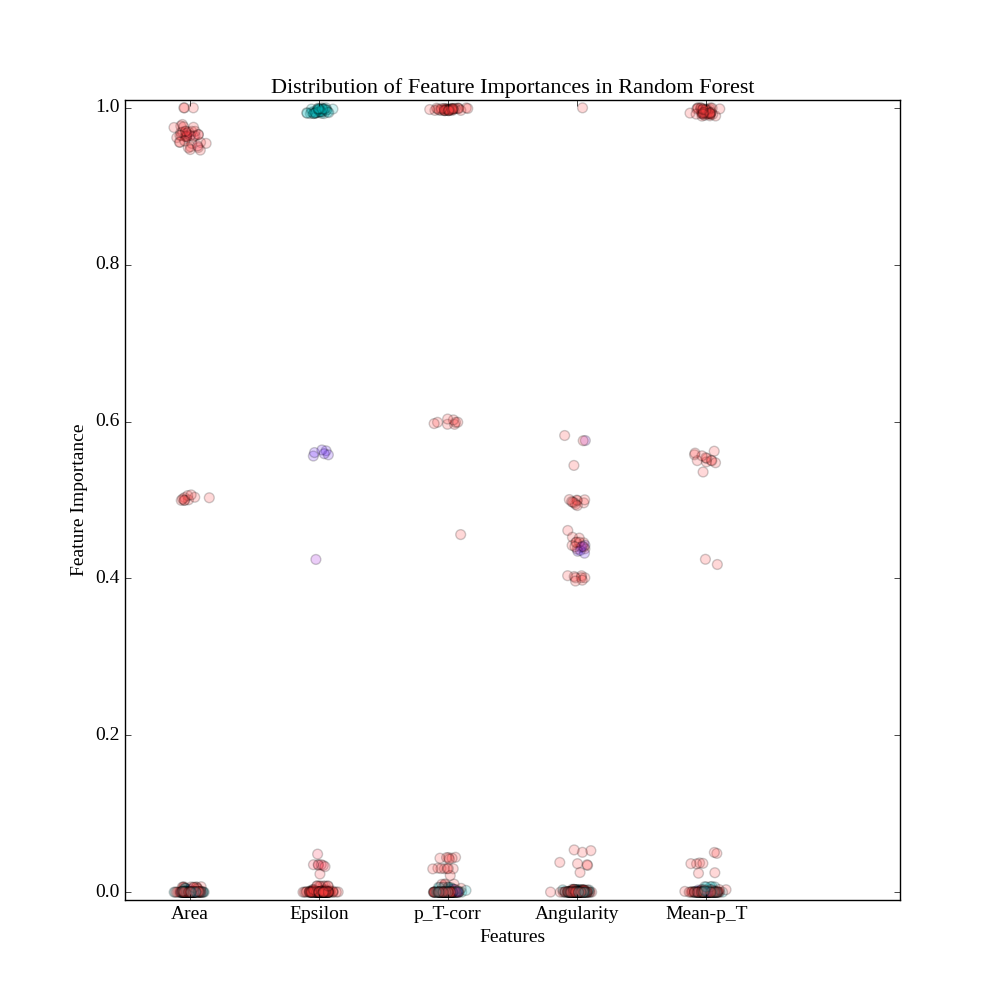 Distribution of Feature Importances in Random Forest
1.0
0.8
0.6
0.4
0.2
0.0
Feature Importance
Area Epsilon p_T-corr Angularity Mean-p_T
Features